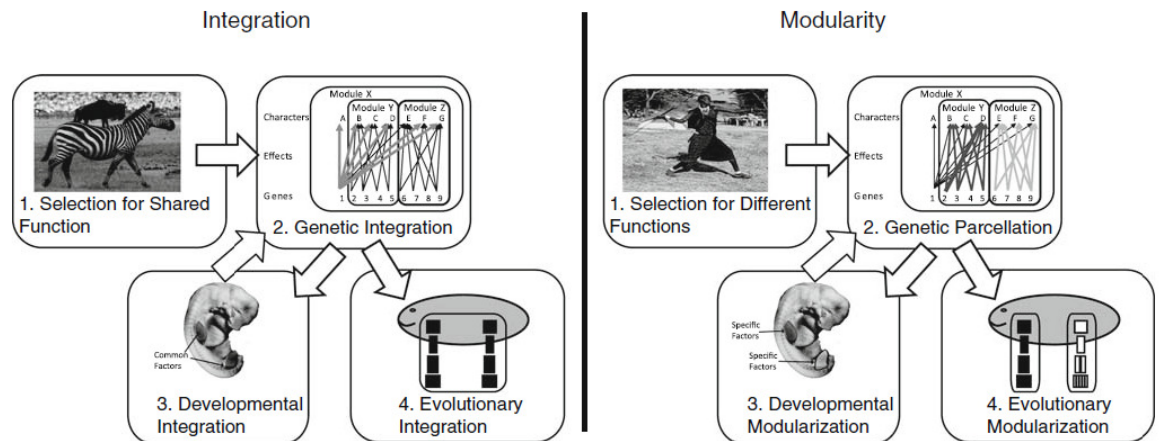 Integration
Modularity
Module X
Module Y Module Z
Characters A B C D E F G
Effects
Genes 1 2 3 4 5 6 7 8 9
1. Selection for Shared
Function
2. Genetic Integration
Common
Factors
3. Developmental
Integration
4. Evolutionary
Integration
Module X
Module Y Module Z
Characters A B C D E F G
Effects
Genes 1 2 3 4 5 6 7 8 9
1. Selection for Different
Functions
2. Genetic Parcellation
Specific
Factors
Specific
Factors
3. Developmental
Modularization
4. Evolutionary
Modularization